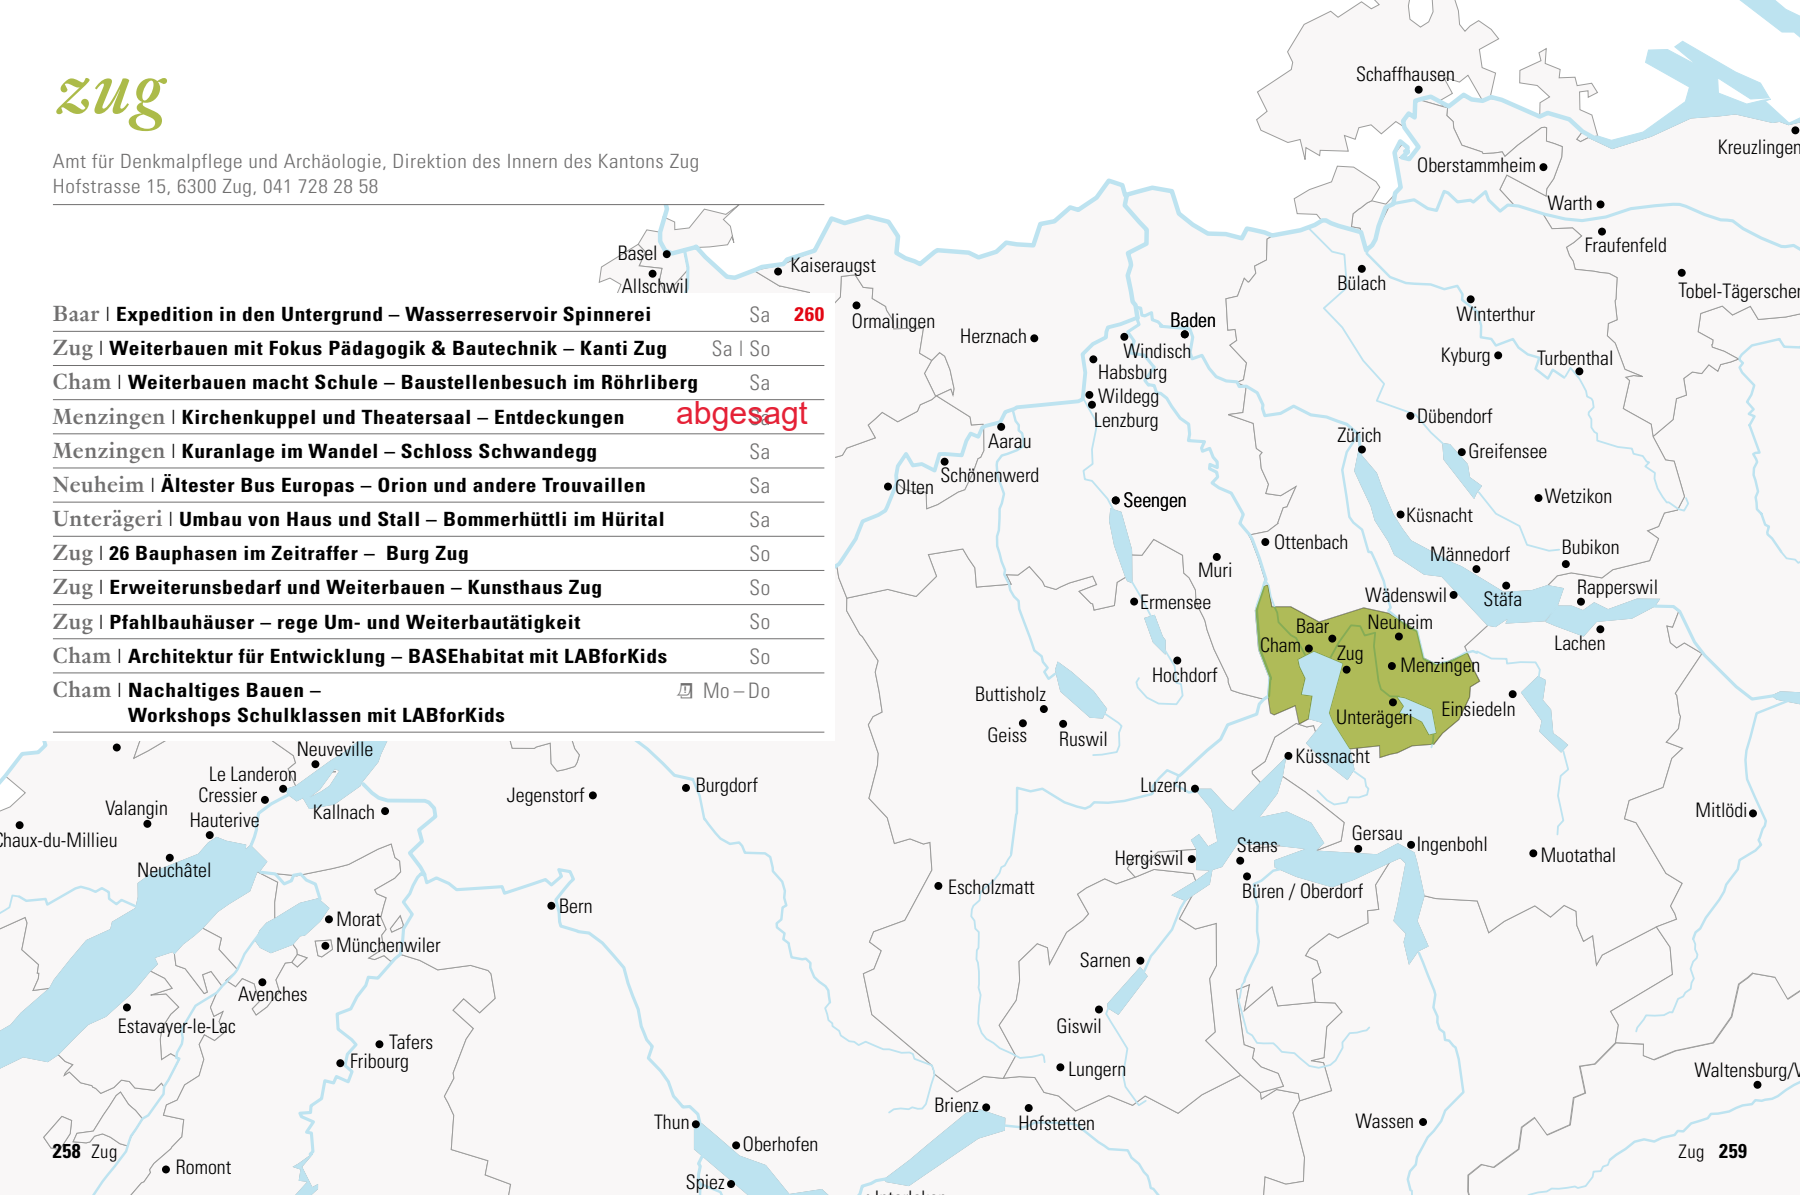 zug
Amt für Denkmalpflege und Archäologie, Direktion des Innern des Kantons Zug
Hofstrasse 15, 6300 Zug, 041 728 28 58
Baar | Expedition in den Untergrund – Wasserreservoir Spinnerei Sa 260
Zug | Weiterbauen mit Fokus Pädagogik & Bautechnik – Kanti Zug Sa | So
Cham | Weiterbauen macht Schule – Baustellenbesuch im Röhrliberg Sa
Menzingen | Kirchenkuppel und Theatersaal – Entdeckungen Sa abgesagt
Menzingen | Kuranlage im Wandel – Schloss Schwandegg Sa
Neuheim | Ältester Bus Europas – Orion und andere Trouvaillen Sa
Unterägeri | Umbau von Haus und Stall – Bommerhüttli im Hürital Sa
Zug | 26 Bauphasen im Zeitraffer – Burg Zug So
Zug | Erweiterunsbedarf und Weiterbauen – Kunsthaus Zug So
Zug | Pfahlbauhäuser – rege Um- und Weiterbautätigkeit So
Cham | Architektur für Entwicklung – BASEhabitat mit LABforKids So
Cham | Nachaltiges Bauen – Mo – Do
Workshops Schulklassen mit LABforKids
Schaffhausen
Kreuzlingen
Oberstammheim
Warth
Fraufenfeld
Basel
Kaiseraugst
Allschwil
Bülach
Tobel-Tägerschen
Ormalingen
Winterthur
Baden
Herznach
Windisch
Kyburg
Turbenthal
Habsburg
Wildegg
Lenzburg
Dübendorf
Aarau
Zürich
Greifensee
Schönenwerd
Olten
Seengen
Wetzikon
Küsnacht
Ottenbach
Männedorf
Bubikon
Muri
Rapperswil
Wädenswil
Stäfa
Ermensee
Baar
Neuheim
Cham
Zug
Lachen
Menzingen
Hochdorf
Buttisholz
Unterägeri
Einsiedeln
Geiss
Ruswil
Neuveville
Küssnacht
Le Landeron
Cressier
Jegenstorf
Burgdorf
Luzern
Valangin
Hauterive
Kallnach
Mitlödi
Chaux-du-Millieu
Gersau
Ingenbohl
Stans
Hergiswil
Muotathal
Neuchâtel
Escholzmatt
Büren / Oberdorf
Bern
Morat
Münchenwiler
Sarnen
Avenches
Estavayer-le-Lac
Giswil
Tafers
Fribourg
Lungern
Waltensburg/V
Brienz
Hofstetten
Thun
Wassen
Oberhofen
258 Zug
Zug 259
Romont
Spiez